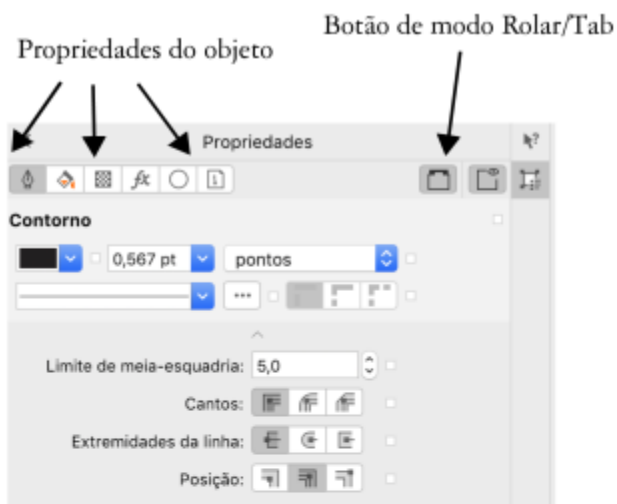 Botão de modo Rolar/Tab
Propriedades do objeto
Propriedades
Contorno
0,567 pt pontos
Limite de meia-esquadria: 5,0
Cantos:
Extremidades da linha:
Posição: